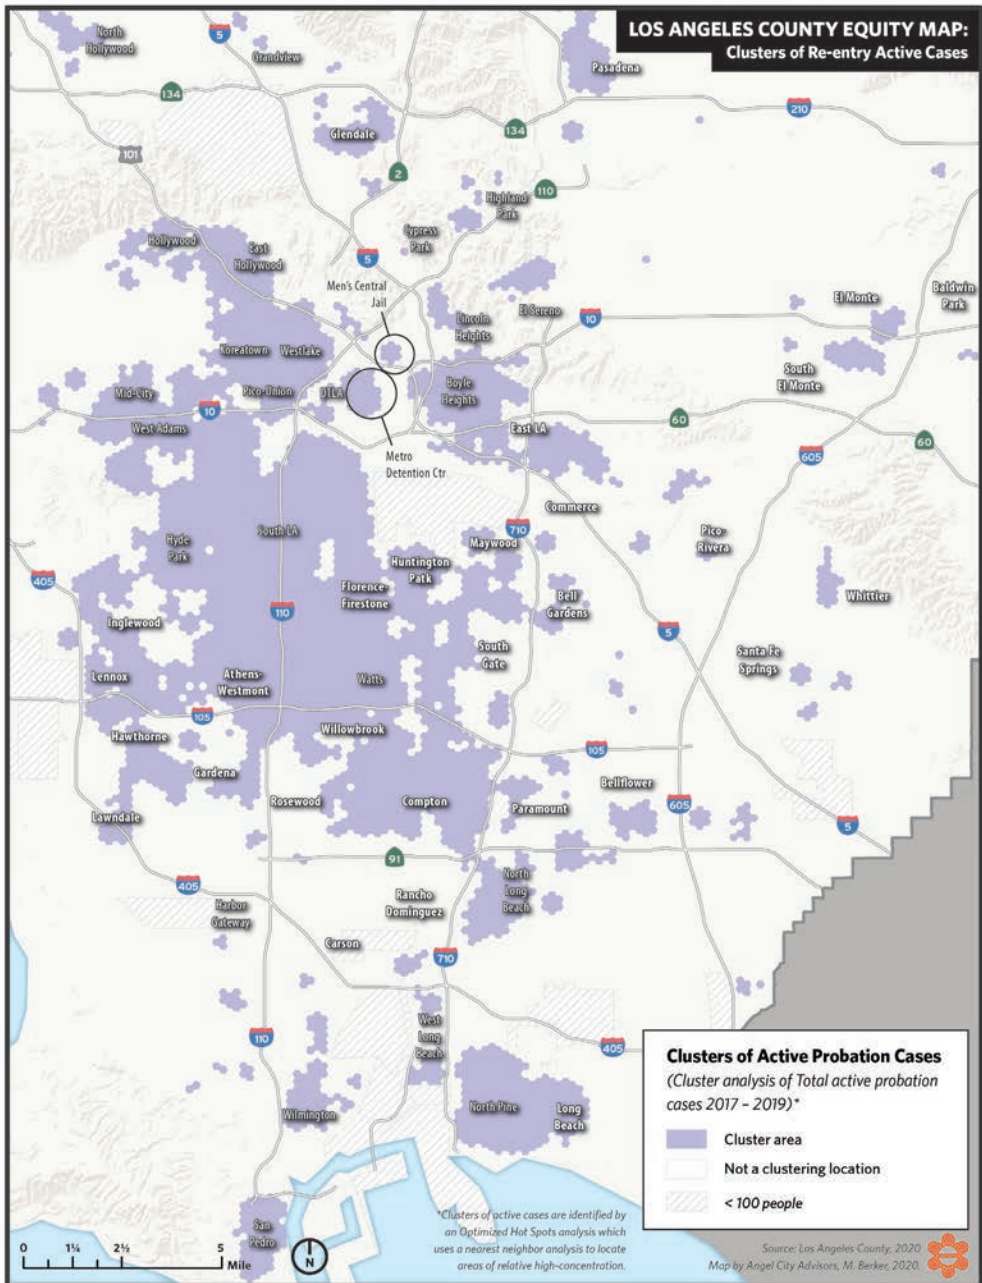 LOS ANGELES COUNTY EQUITY MAP:
Clusters of Re-entry Active Cases
North
Hollywood
5
Grandview
Pasadena
134
210
Glendale
134
101
2
Highland
Park
110
Cypress
Park
Hollywood
East
Hollywood
5
Men's Central
Jail
El Monte
Baldwin
Park
El Sereno
Lincoln
Heights
10
Koreatown
Westlake
South
El Monte
Mid-City
Pico-Union
DTLA
Boyle
Heights
10
West Adams
East LA
60
60
605
Metro
Detention Ctr
Commerce
710
Hyde
Park
South LA
Maywood
Pico-
Rivera
Huntington
Patk
405
Florence-
Firestone
Bell
Gardens
Whittier
110
Inglewood
5
South
Gate
Santa Fe
Springs
Lennox
Athens-
Westmont
Watts
105
Willowbrook
Hawthorne
105
Gardena
Bellflower
Rosewood
Compton
Paramount
605
Lawndale
5
91
405
North
Long
Beach
Rancho
Dominguez
Harbor
Gateway
Carson
710
West
Long
Beach
110
405
Wilmington
North Pine
Long
Beach
San
Pedro
Clusters of Active Probation Cases
(Cluster analysis of Total active probation
cases 2017 – 2019)*
Cluster area
Not a clustering location
< 100 people
*Clusters of active cases are identified by
an Optimized Hot Spots analysis which
uses a nearest neighbor analysis to locate
areas of relative high-concentration.
0 1¼ 2½ 5
Mile
N
Source: Los Angeles County, 2020
Map by Angel City Advisors, M. Berker, 2020.